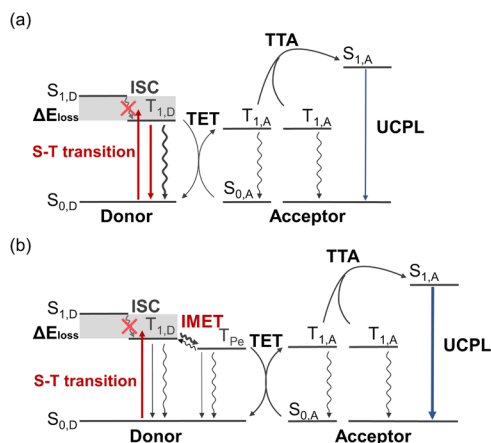 (a)
TTA
S1,A
S1,D
ISC
T1,D
ΔEloss
TET
T1,A
T1,A
UCPL
S-T transition
S0,D
S0,A
Donor
Acceptor
(b)
TTA
S1,A
S1,D
ISC
IMET
T1,D
ΔEloss
TPe
TET
T1,A
T1,A
UCPL
S-T transition
S0,D
S0,A
Donor
Acceptor